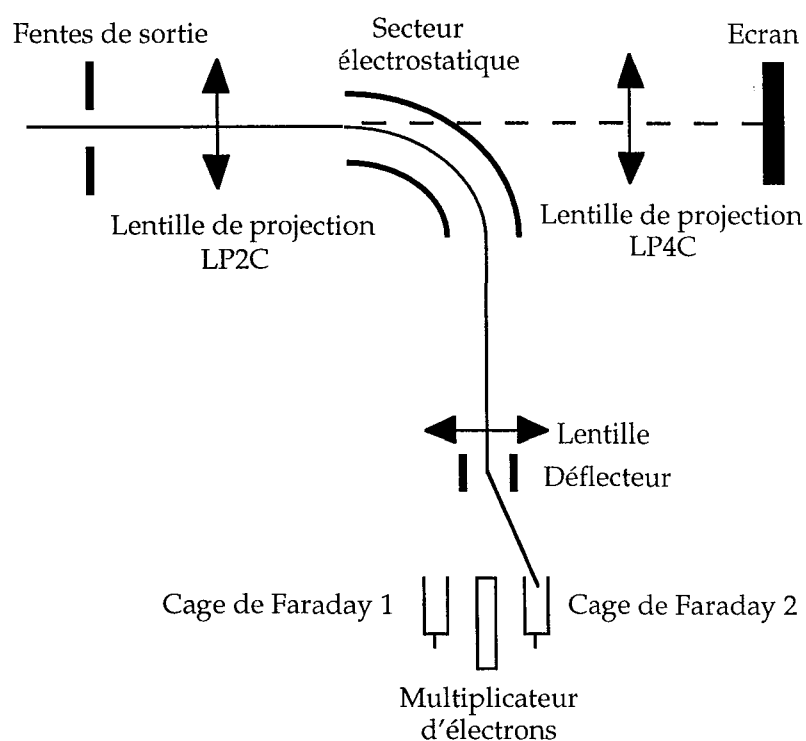 Fentes de sortie
Secteur
électrostatique
Ecran
Lentille de projection
LP2C
Lentille de projection
LP4C
Lentille
Déflecteur
Cage de Faraday 1
Cage de Faraday 2
Multiplicateur
d'électrons